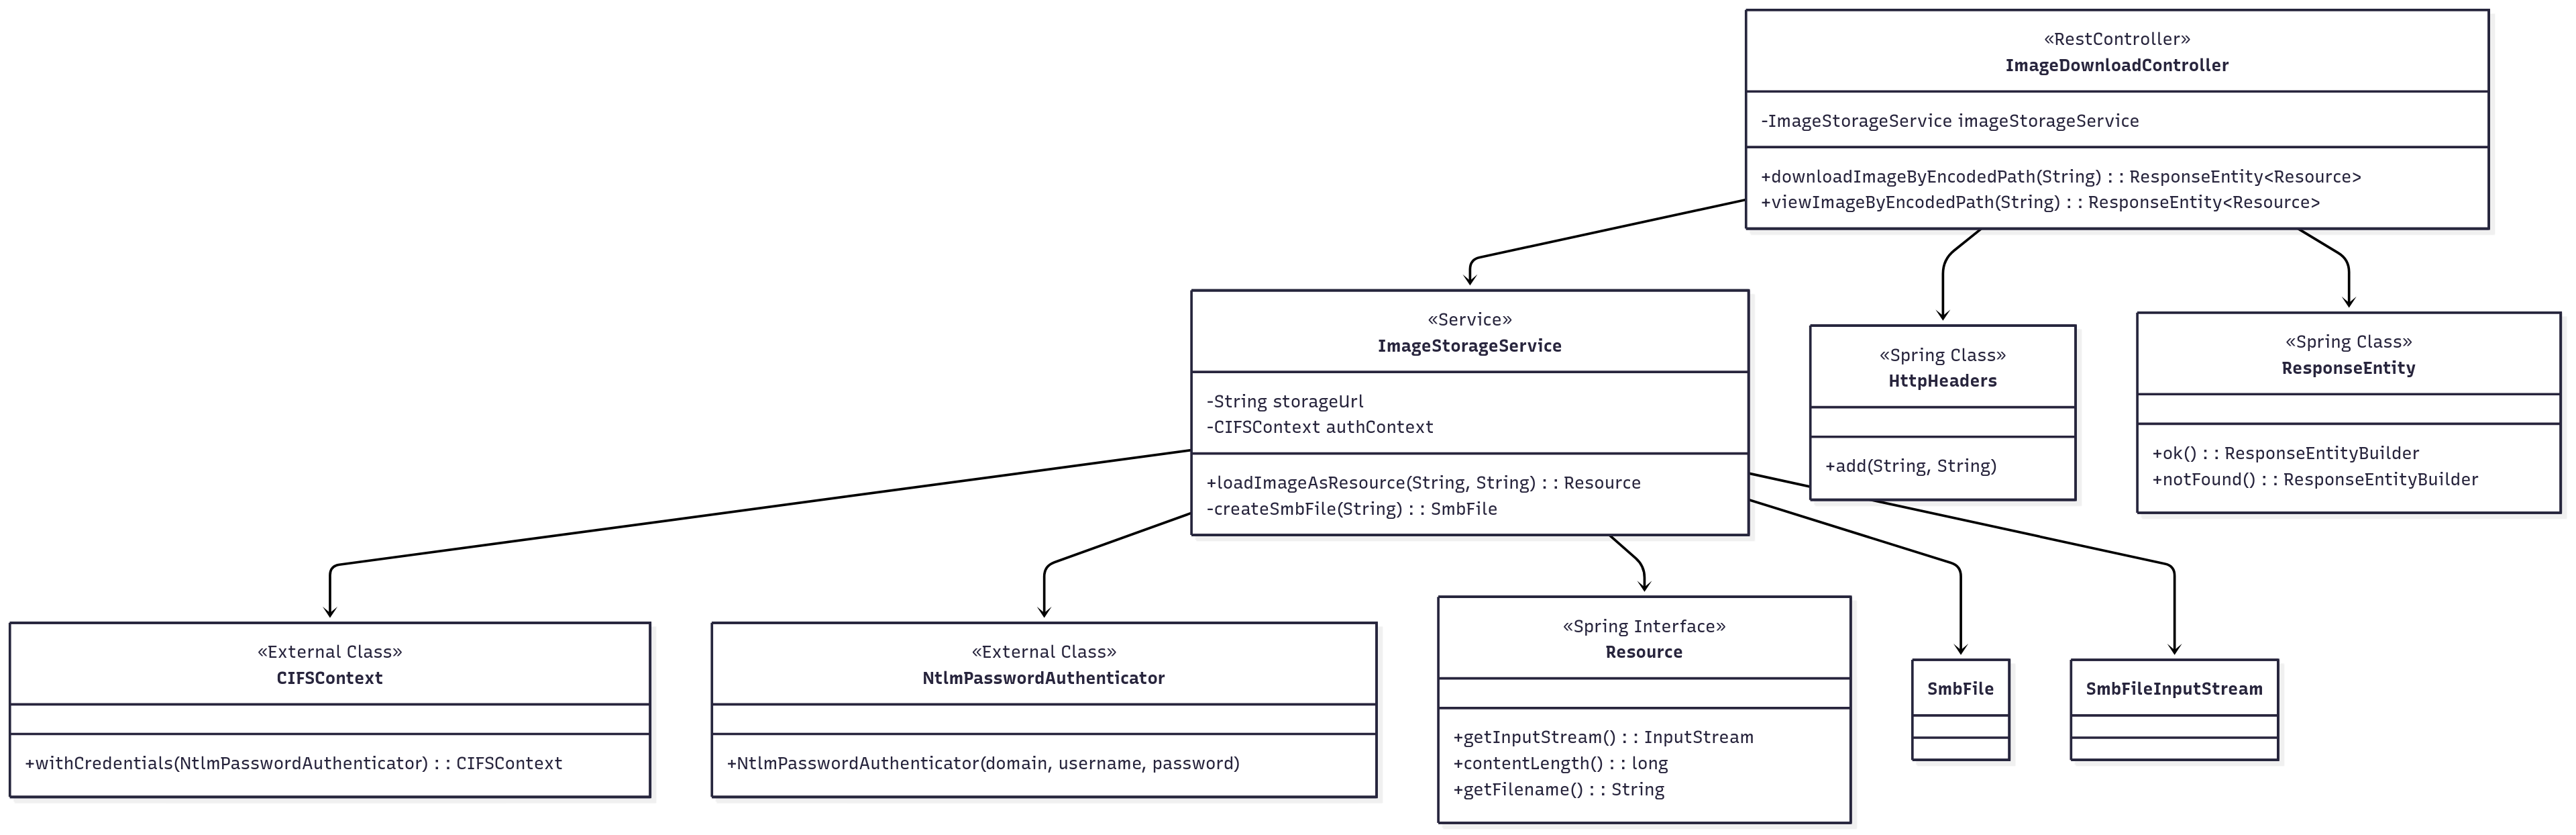 «RestController»
ImageDownloadController
-ImageStorageService imageStorageService
+downloadImageByEncodedPath(String) : : ResponseEntity<Resource>
+viewImageByEncodedPath(String) : : ResponseEntity<Resource>
«Service»
ImageStorageService
-String storageUrl
-CIFSContext authContext
+loadImageAsResource(String, String) : : Resource
-createSmbFile(String) : : SmbFile
«Spring Class»
HttpHeaders
+add(String, String)
«Spring Class»
ResponseEntity
+ok() : : ResponseEntityBuilder
+notFound() : : ResponseEntityBuilder
«External Class»
CIFSContext
+withCredentials(NtlmPasswordAuthenticator) : : CIFSContext
«External Class»
NtlmPasswordAuthenticator
+NtlmPasswordAuthenticator(domain, username, password)
«Spring Interface»
Resource
+getInputStream() : : InputStream
+contentLength() : : long
+getFilename() : : String
SmbFile
SmbFileInputStream